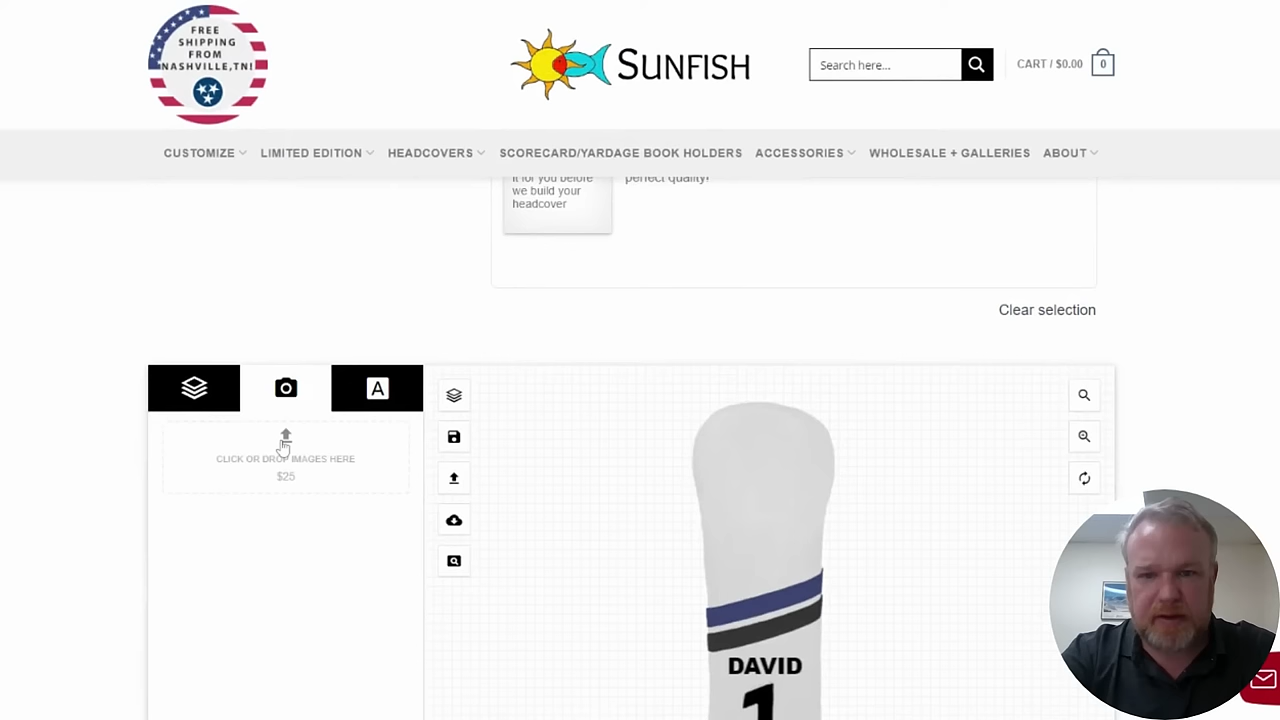 FREE
SHIPPING
FROM
NASHVILLE,TN!
SUNFISH
Search here...
CART / $0.00
0
CUSTOMIZE
LIMITED EDITION
HEADCOVERS
SCORECARD/YARDAGE BOOK HOLDERS
ACCESSORIES
WHOLESALE + GALLERIES
ABOUT
it for you before
we build your
headcover
perfect quality!
Clear selection
A
CLICK OR DROP IMAGES HERE
$25
DAVID
1